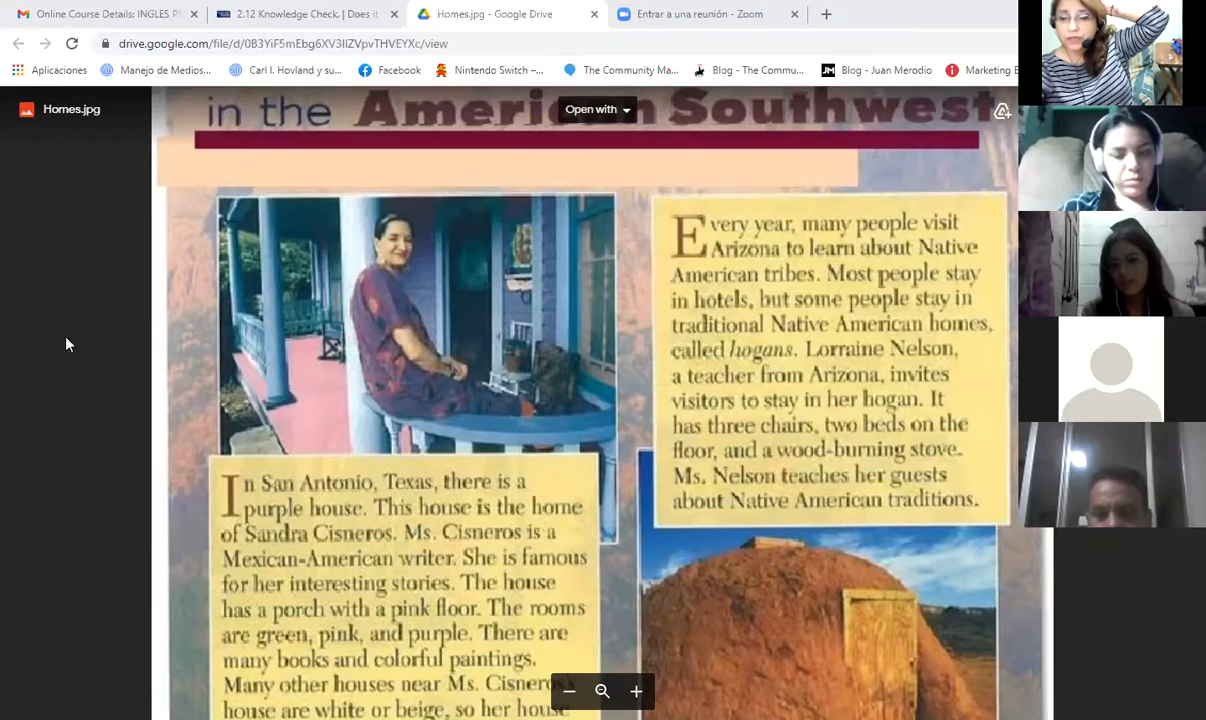 Online Course Details: INGLES P
2.12 Knowledge Check. | Does it
Homes.jpg - Google Drive
Entrar a una reunión - Zoom
drive.google.com/file/d/0B3YiF5mEbg6XV3IIZVpvTHVEYXc/view
Aplicaciones
Manejo de Medios...
Carl I. Hovland y su...
Facebook
Nintendo Switch –...
The Community Ma...
Blog - The Commu...
JM Blog - Juan Merodio
Marketing E
Homes.jpg
Open with
in the American Southwest
Every year, many people visit
Arizona to learn about Native
American tribes. Most people stay
in hotels, but some people stay in
traditional Native American homes,
called hogans. Lorraine Nelson,
a teacher from Arizona, invites
visitors to stay in her hogan. It
has three chairs, two beds on the
floor, and a wood-burning stove.
Ms. Nelson teaches her guests
about Native American traditions.
In San Antonio, Texas, there is a
purple house. This house is the home
of Sandra Cisneros. Ms. Cisneros is a
Mexican-American writer. She is famous
for her interesting stories. The house
has a porch with a pink floor. The rooms
are green, pink, and purple. There are
many books and colorful paintings.
Many other houses near Ms. Cisneros
house are white or beige, so her house